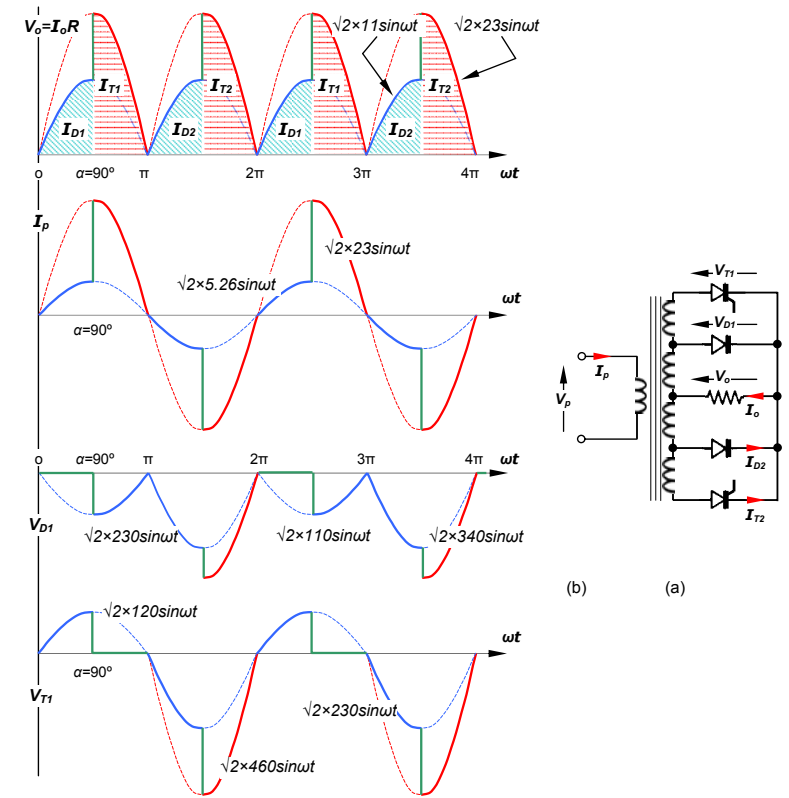 Vo=IoR
√2×11sinωt
√2×23sinωt
IT1
IT2
IT1
IT2
ID1
ID2
ID1
ID2
o
α=90º
π
2π
3π
4π
ωt
Ip
√2×5.26sinωt
√2×23sinωt
ωt
α=90º
o
α=90º
π
2π
3π
4π
ωt
VD1
√2×230sinωt
√2×110sinωt
√2×340sinωt
√2×120sinωt
ωt
α=90º
VT1
√2×230sinωt
√2×460sinωt
VT1
VD1
Ip
Vp
Vo
Io
ID2
IT2
(b)
(a)